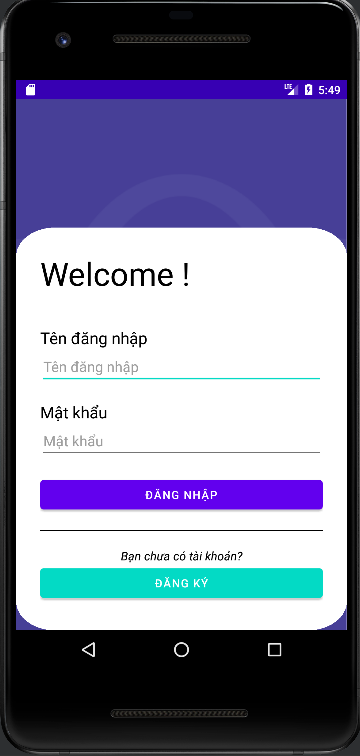 LTE 5:49
Welcome !
Tên đăng nhập
Tên đăng nhập
Mật khẩu
Mật khẩu
ĐĂNG NHẬP
Bạn chưa có tài khoản?
ĐĂNG KÝ